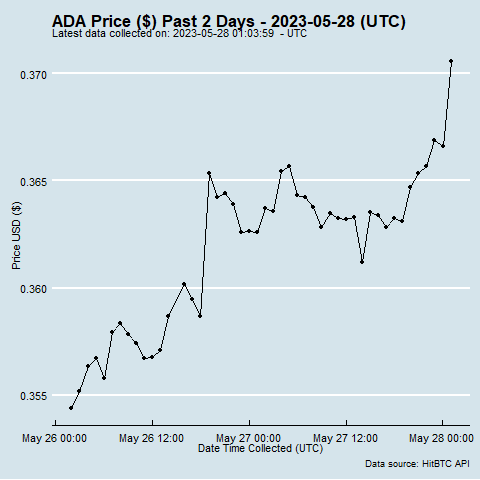 ADA Price ($) Past 2 Days - 2023-05-28 (UTC)
Latest data collected on: 2023-05-28 01:03:59 - UTC
0.370
0.365
0.360
0.355
Price USD ($)
May 26 00:00 May 26 12:00 May 27 00:00 May 27 12:00 May 28 00:00
Date Time Collected (UTC)
Data source: HitBTC API